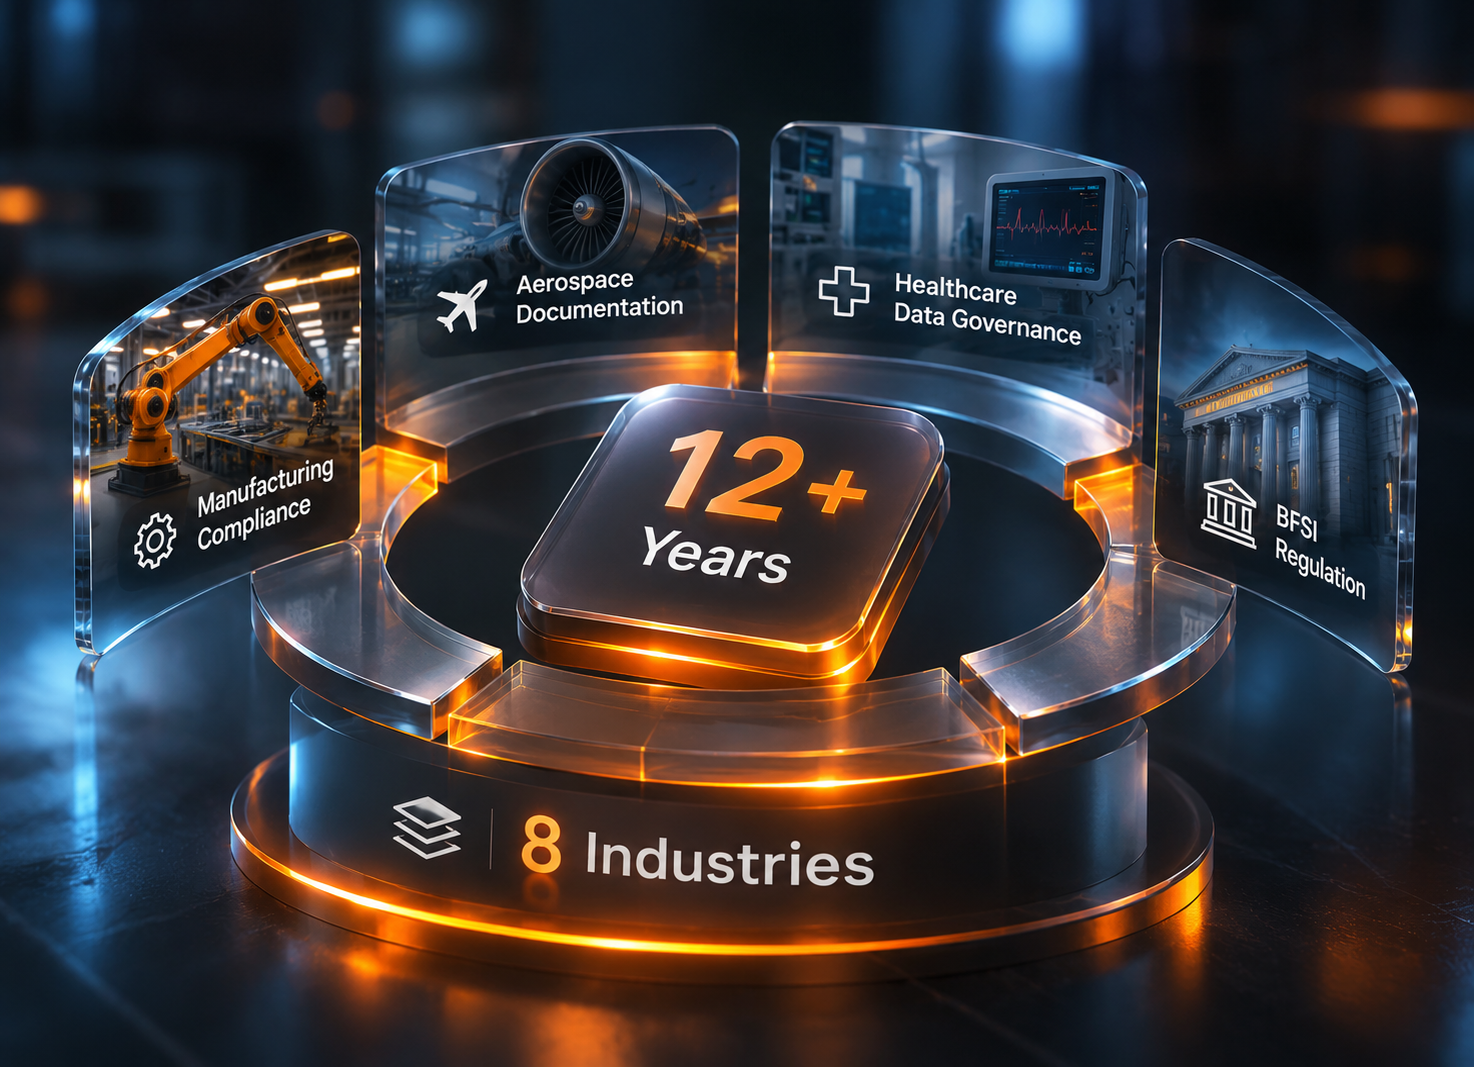 Aerospace
Documentation
Healthcare
Data Governance
Manufacturing
Compliance
12+
Years
BFSI
Regulation
8 Industries